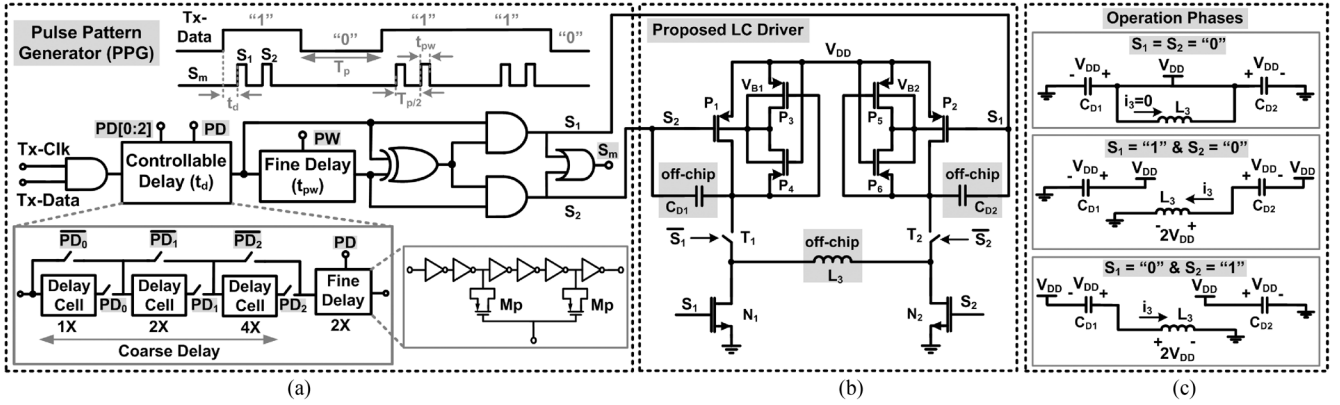 Pulse Pattern
Generator (PPG)
Tx-
Data
"1" "0" "1" "1" "0"
S1 S2
tpw
Tp
Sm
td
Tp/2
PD[0:2] PD
PW
Tx-Clk
Tx-Data
Controllable
Delay (td)
Fine Delay
(tpw)
S1
Sm
S2
PD0 PD1 PD2
PD
Delay
Cell
PD0
Delay
Cell
PD1
Delay
Cell
PD2
Fine
Delay
1X 2X 4X 2X
Coarse Delay
Mp Mp
(a)
Proposed LC Driver
VDD
P1 VB1 VB2 P2
S2 P3 P5 S1
off-chip P4 P6 off-chip
CD1 CD2
S1 T1 T2 S2
off-chip
L3
S1 N1 N2 S2
(b)
Operation Phases
S1 = S2 = "0"
- VDD + VDD + VDD -
CD1 i3=0 L3 CD2
S1 = "1" & S2 = "0"
- VDD + VDD + VDD - VDD
CD1 L3 i3 CD2
- 2VDD +
S1 = "0" & S2 = "1"
VDD - VDD + VDD + VDD -
CD1 i3 L3 CD2
+ 2VDD -
(c)